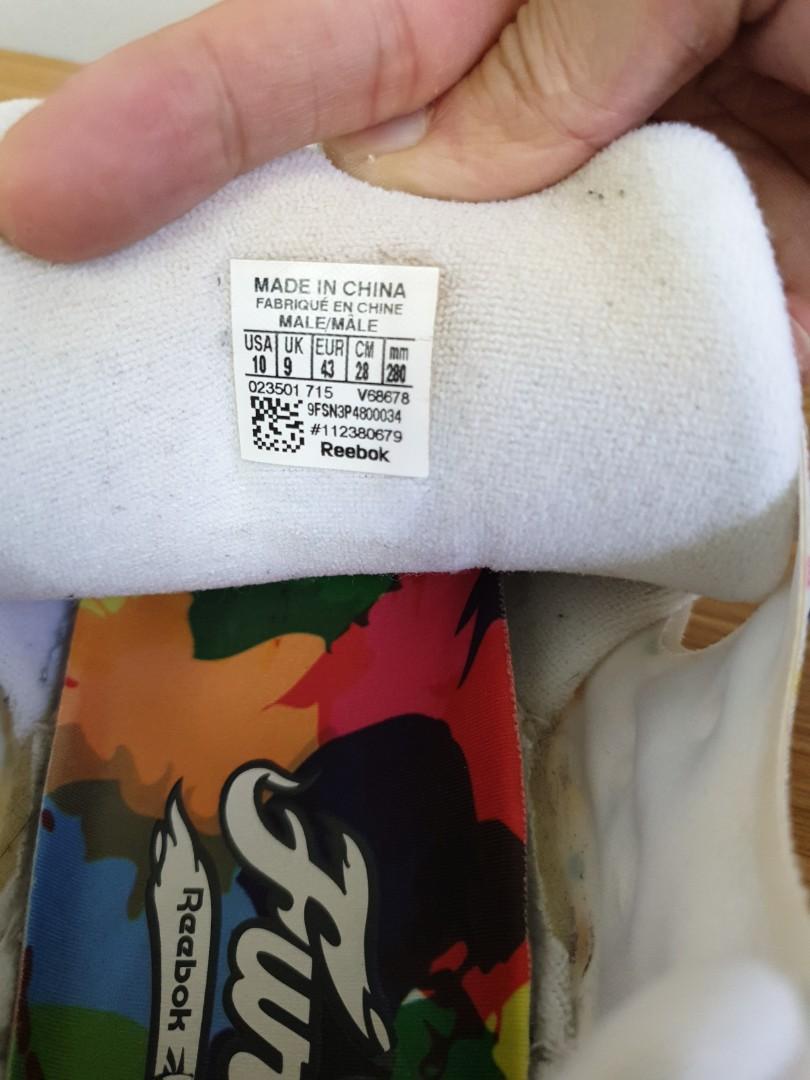 MADE IN CHINA
FABRIQUÉ EN CHINE
MALE/MÂLE
USA UK EUR CM mm
10 9 43 28 280
023501 715 V68678
9FSN3P4800034
#112380679
Reebok
Reebok